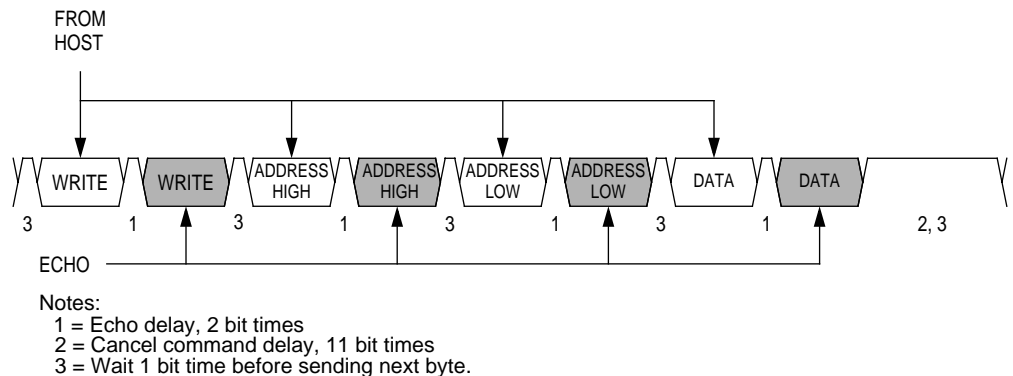 FROM
HOST
WRITE WRITE ADDRESS HIGH ADDRESS HIGH ADDRESS LOW ADDRESS LOW DATA DATA
3 1 3 1 3 1 3 1 2, 3
ECHO
Notes:
1 = Echo delay, 2 bit times
2 = Cancel command delay, 11 bit times
3 = Wait 1 bit time before sending next byte.